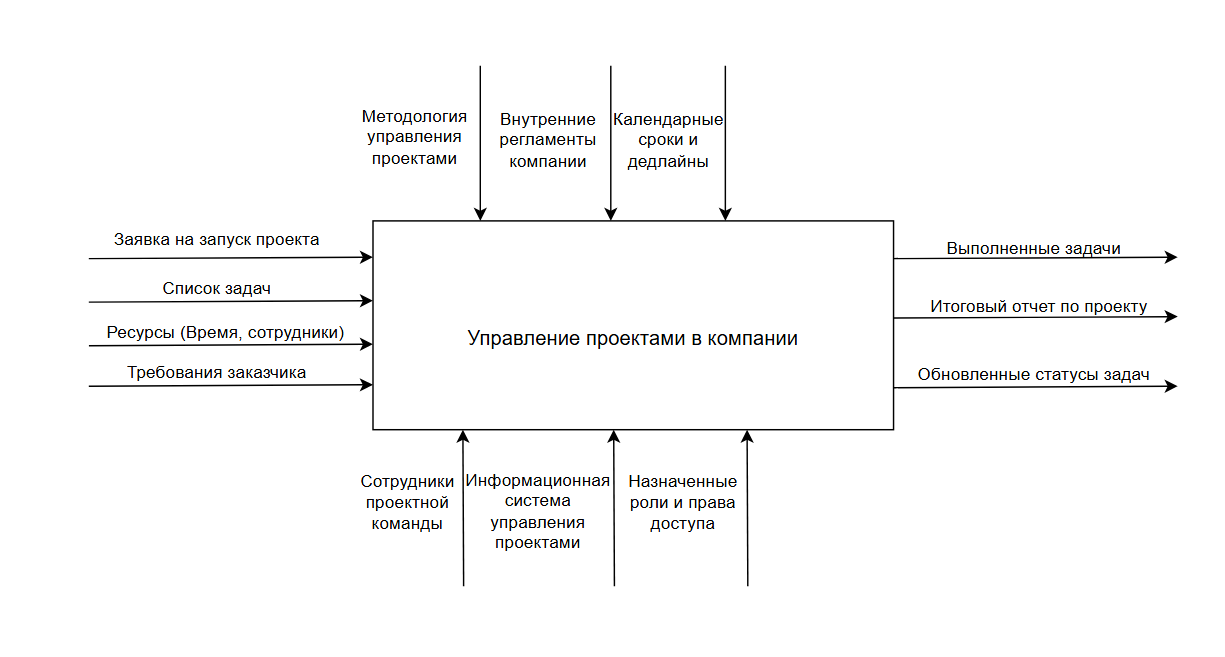 Методология
управления
проектами
Внутренние
регламенты
компании
Календарные
сроки и
дедлайны
Заявка на запуск проекта
Список задач
Ресурсы (Время, сотрудники)
Требования заказчика
Управление проектами в компании
Выполненные задачи
Итоговый отчет по проекту
Обновленные статусы задач
Сотрудники
проектной
команды
Информационная
система
управления
проектами
Назначенные
роли и права
доступа